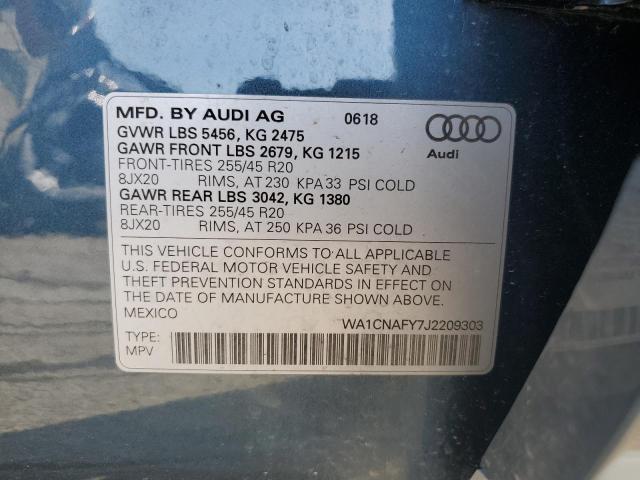 MFD. BY AUDI AG 0618
GVWR LBS 5456, KG 2475
GAWR FRONT LBS 2679, KG 1215
FRONT-TIRES 255/45 R20
8JX20 RIMS, AT 230 KPA 33 PSI COLD
GAWR REAR LBS 3042, KG 1380
REAR-TIRES 255/45 R20
8JX20 RIMS, AT 250 KPA 36 PSI COLD
Audi
THIS VEHICLE CONFORMS TO ALL APPLICABLE
U.S. FEDERAL MOTOR VEHICLE SAFETY AND
THEFT PREVENTION STANDARDS IN EFFECT ON
THE DATE OF MANUFACTURE SHOWN ABOVE.
MEXICO
WA1CNAFY7J2209303
TYPE:
MPV